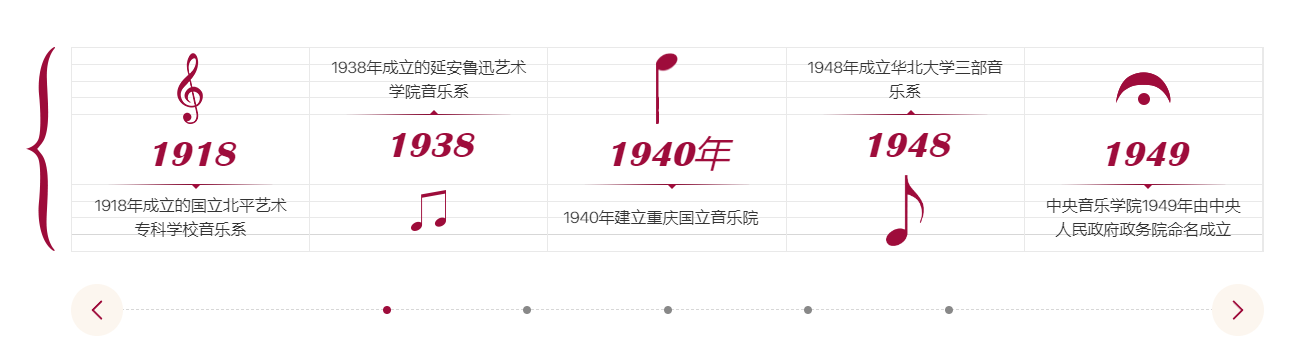 1918
1918年成立的国立北平艺术
专科学校音乐系
1938年成立的延安鲁迅艺术
学院音乐系
1938
1940年
1940年建立重庆国立音乐院
1948年成立华北大学三部音
乐系
1948
1949
中央音乐学院1949年由中央
人民政府政务院命名成立